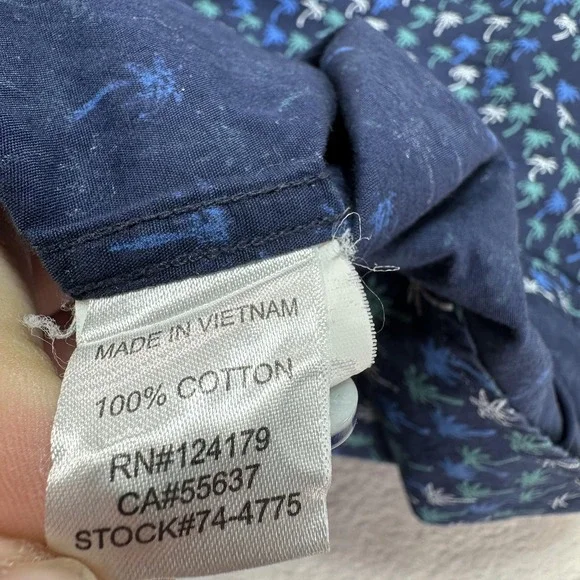 MADE IN VIETNAM
100% COTTON
RN#124179
CA#55637
STOCK#74-4775